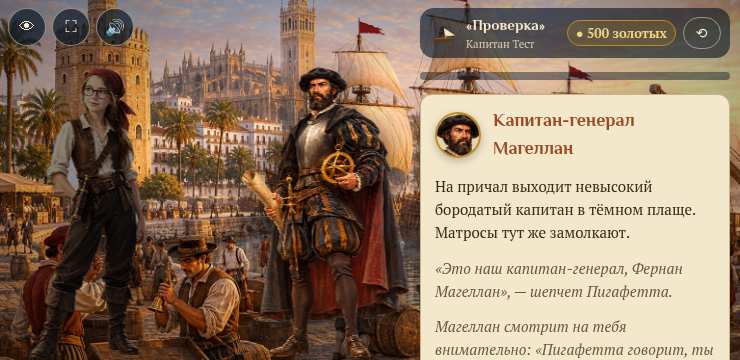 «Проверка»
Капитан Тест
500 золотых
Капитан-генерал
Магеллан
На причал выходит невысокий
бородатый капитан в тёмном плаще.
Матросы тут же замолкают.
«Это наш капитан-генерал, Фернан
Магеллан», — шепчет Пигафетта.
Магеллан смотрит на тебя
внимательно: «Пигафетта говорит, ты